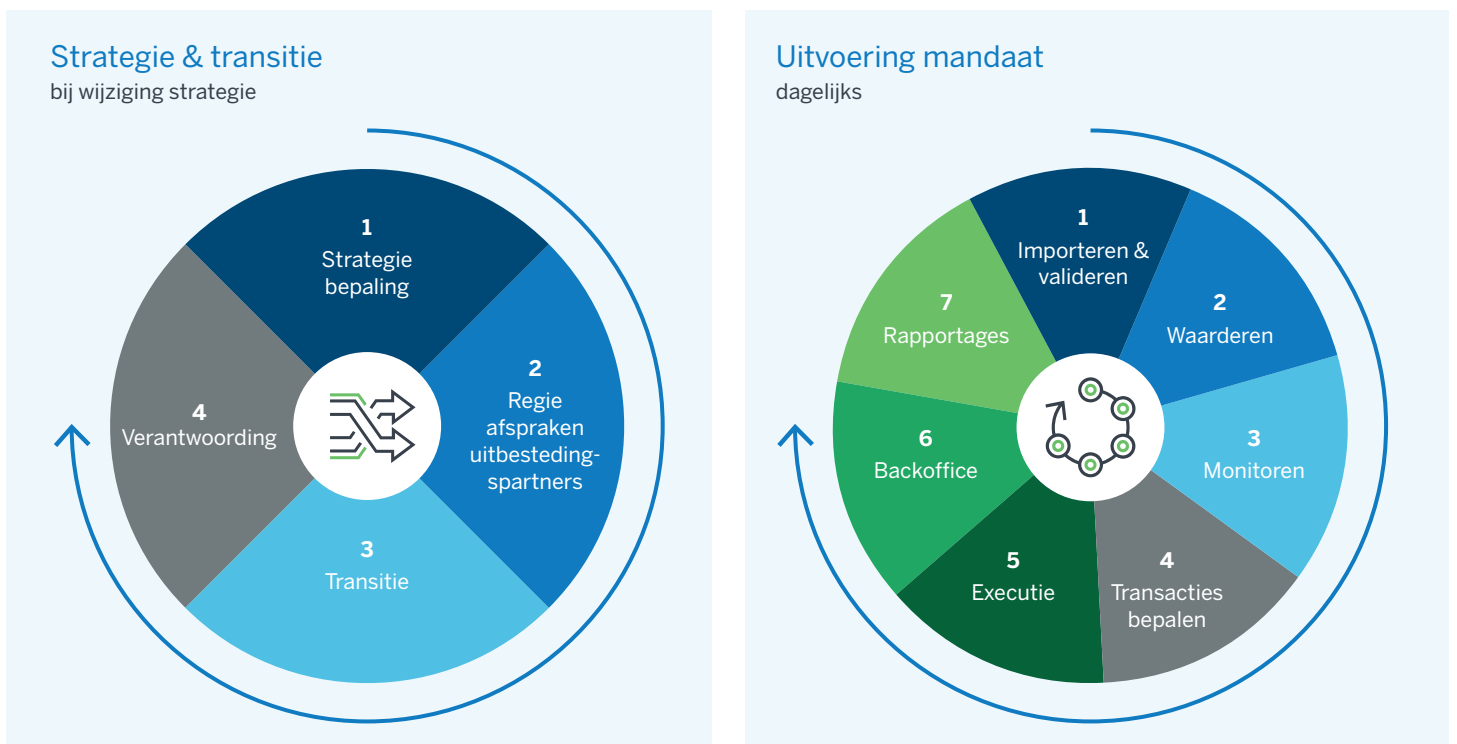 Strategie & transitie
bij wijziging strategie
1
Strategie
bepaling
2
Regie
afspraken
uitbesteding-
spartners
3
Transitie
4
Verantwoording
Uitvoering mandaat
dagelijks
1
Importeren &
valideren
2
Waarderen
3
Monitoren
4
Transacties
bepalen
5
Executie
6
Backoffice
7
Rapportages